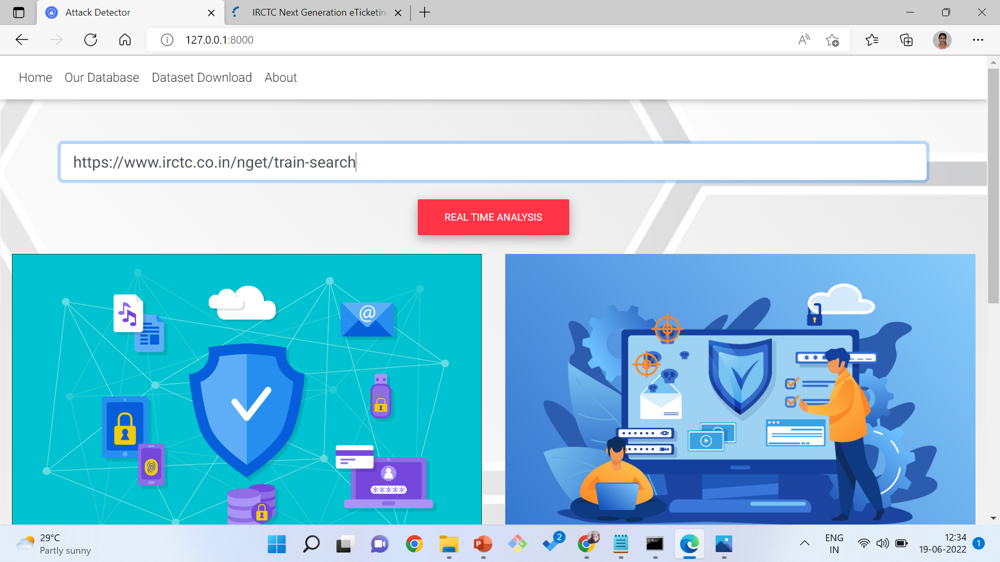 Attack Detector
IRCTC Next Generation eTicketin
127.0.0.1:8000
Home Our Database Dataset Download About
https://www.irctc.co.in/nget/train-search
REAL TIME ANALYSIS
@
*****
29°C
Partly sunny
2
ENG
IN
12:34
19-06-2022
1